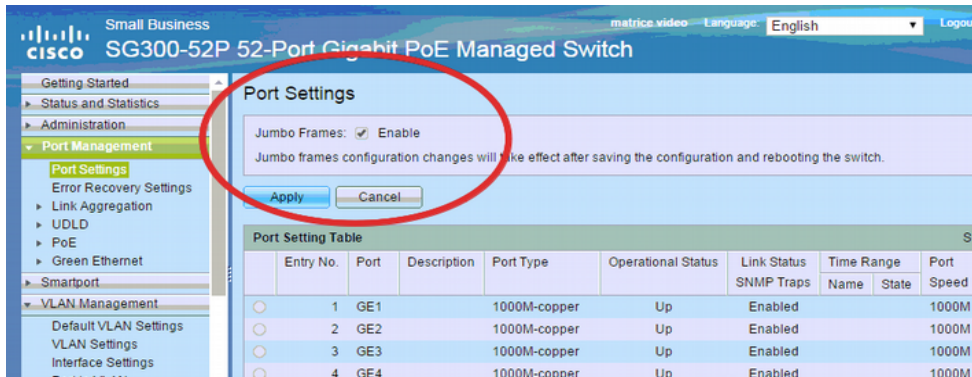 Small Business
matrice.video Language: English Logou
cisco SG300-52P 52-Port Gigabit PoE Managed Switch
Getting Started
Status and Statistics
Administration
Port Management
Port Settings
Error Recovery Settings
Link Aggregation
UDLD
PoE
Green Ethernet
Smartport
VLAN Management
Default VLAN Settings
VLAN Settings
Interface Settings
Port Settings
Jumbo Frames: Enable
Jumbo frames configuration changes will take effect after saving the configuration and rebooting the switch.
Apply Cancel
Port Setting Table S
Entry No. Port Description Port Type Operational Status Link Status Time Range Port
SNMP Traps Name State Speed
1 GE1 1000M-copper Up Enabled 1000M
2 GE2 1000M-copper Up Enabled 1000M
3 GE3 1000M-copper Up Enabled 1000M
4 GE4 1000M-copper Up Enabled 1000M